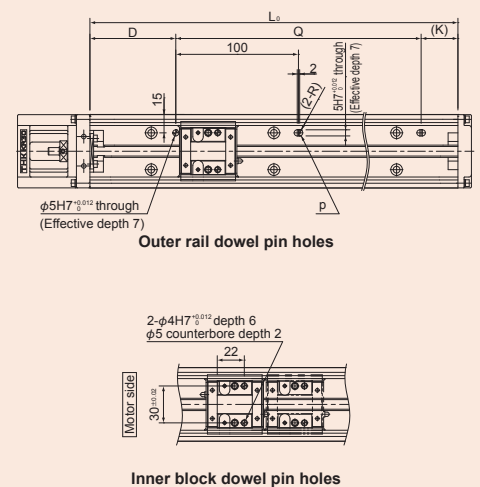 L₀
D
Q
(K)
100
2
15
(2-R)
5H7 +0.012 0 through
(Effective depth 7)
THK
φ5H7 +0.012 0 through
(Effective depth 7)
p
Outer rail dowel pin holes
2-φ4H7 +0.012 0 depth 6
φ5 counterbore depth 2
22
Motor side
30±0.02
Inner block dowel pin holes